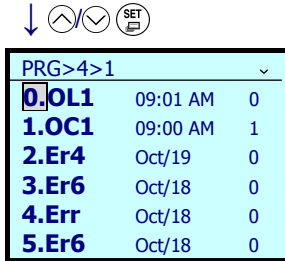 SET
PRG>4>1
0.OL1 09:01 AM 0
1.OC1 09:00 AM 1
2.Er4 Oct/19 0
3.Er6 Oct/18 0
4.Err Oct/18 0
5.Er6 Oct/18 0